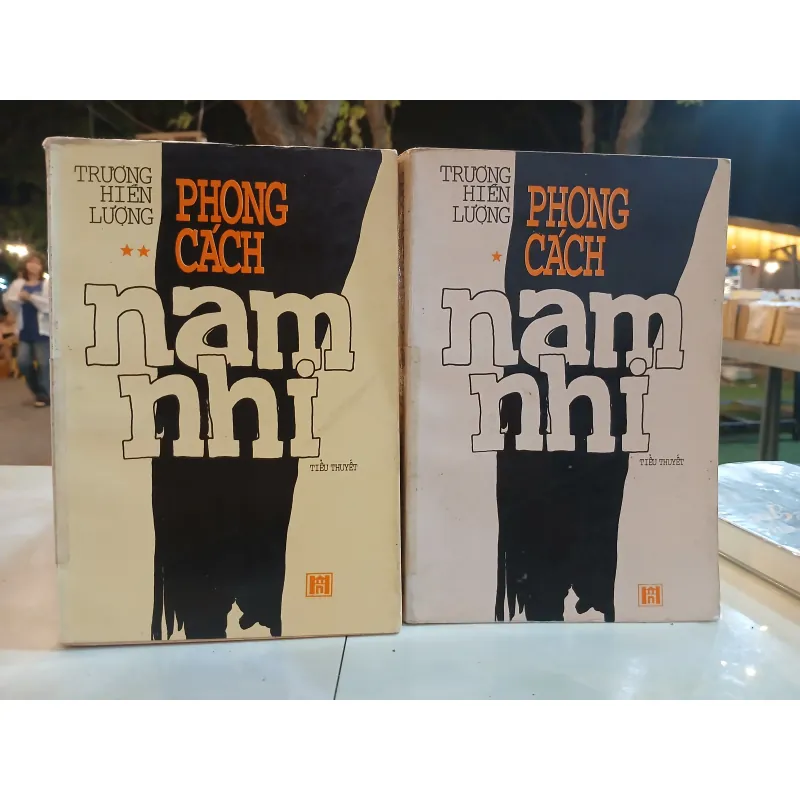 TRƯƠNG
HIỀN
LƯỢNG
**
PHONG
CÁCH
nam
nhi
TIỂU THUYẾT
TRƯƠNG
HIỀN
LƯỢNG
*
PHONG
CÁCH
nam
nhi
TIỂU THUYẾT